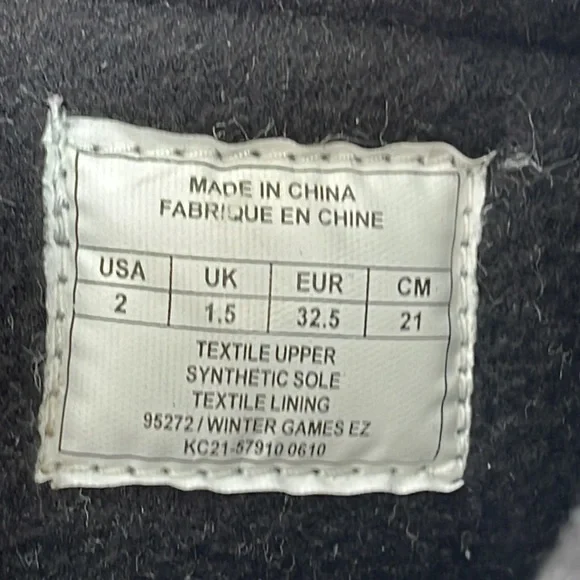 MADE IN CHINA
FABRIQUE EN CHINE
USA UK EUR CM
2 1.5 32.5 21
TEXTILE UPPER
SYNTHETIC SOLE
TEXTILE LINING
95272 / WINTER GAMES EZ
KC21-57910 0610